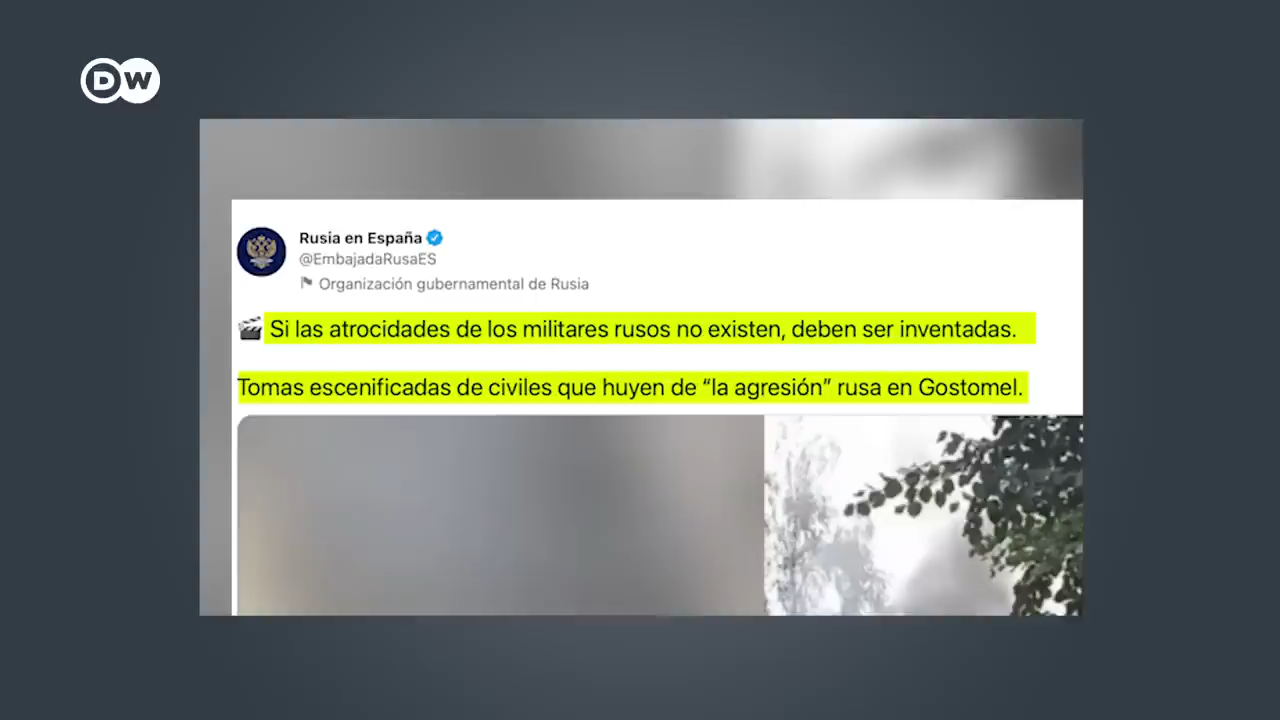 DW
Rusia en España
@EmbajadaRusaES
Organización gubernamental de Rusia
Si las atrocidades de los militares rusos no existen, deben ser inventadas.
Tomas escenificadas de civiles que huyen de “la agresión” rusa en Gostomel.